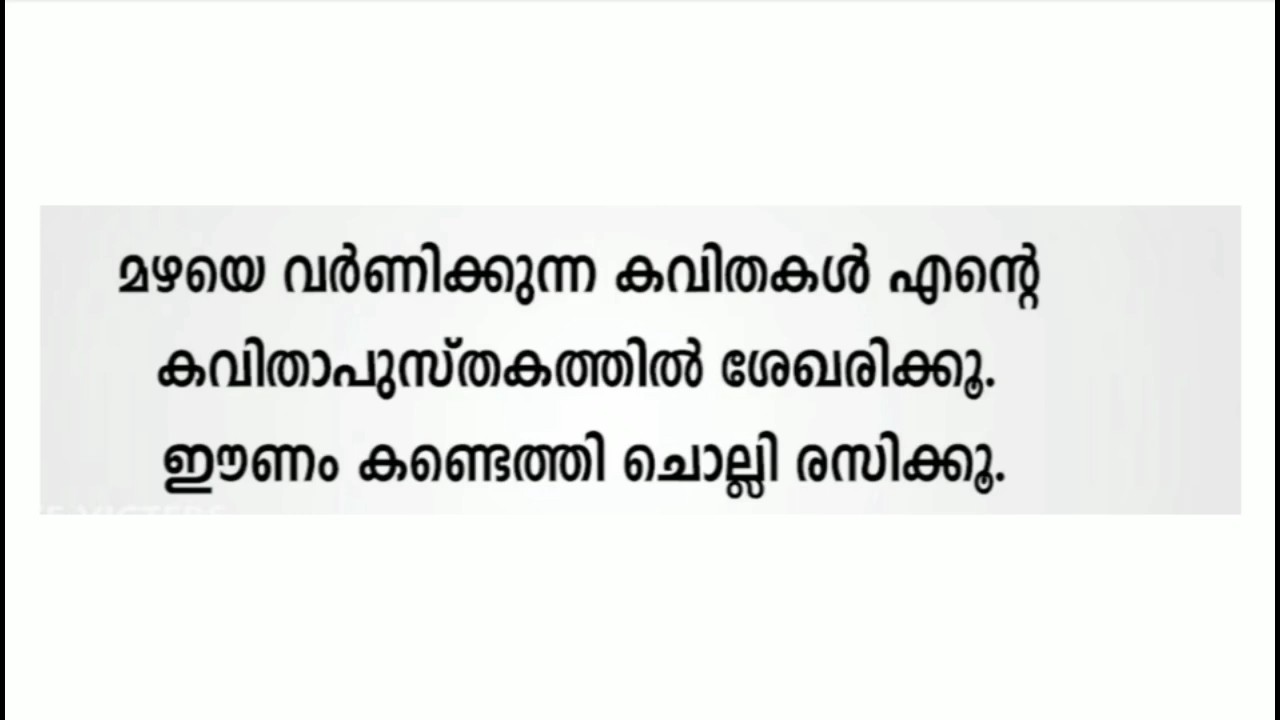 മഴയെ വർണിക്കുന്ന കവിതകൾ എന്റെ
കവിതാപുസ്തകത്തിൽ ശേഖരിക്കൂ.
ഈണം കണ്ടെത്തി ചൊല്ലി രസിക്കൂ.